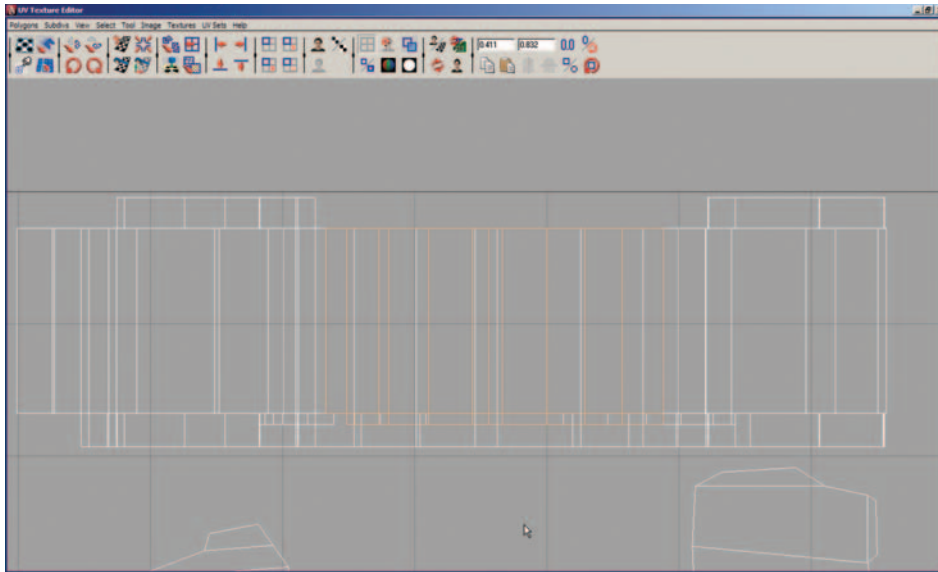 UV Texture Editor
Polygons Subdivs View Select Tool Image Textures UV Sets Help
0.411 0.832 0.0